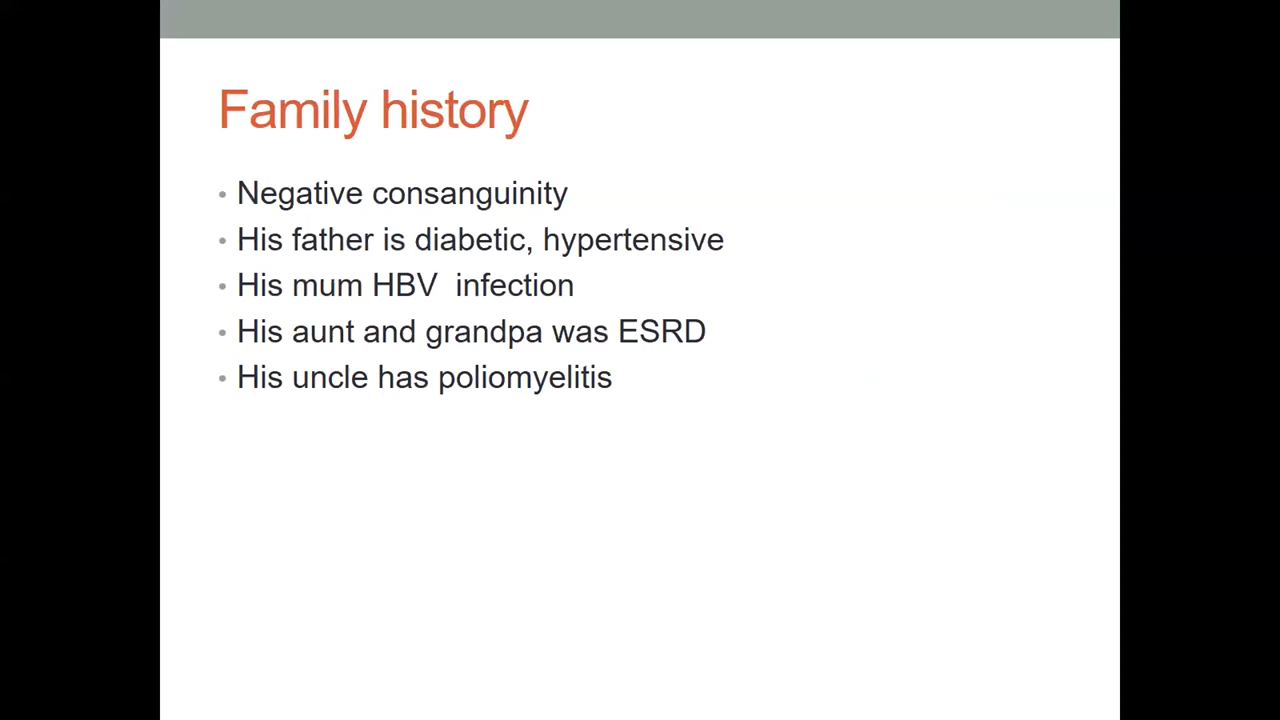 Family history
• Negative consanguinity
• His father is diabetic, hypertensive
• His mum HBV  infection
• His aunt and grandpa was ESRD
• His uncle has poliomyelitis